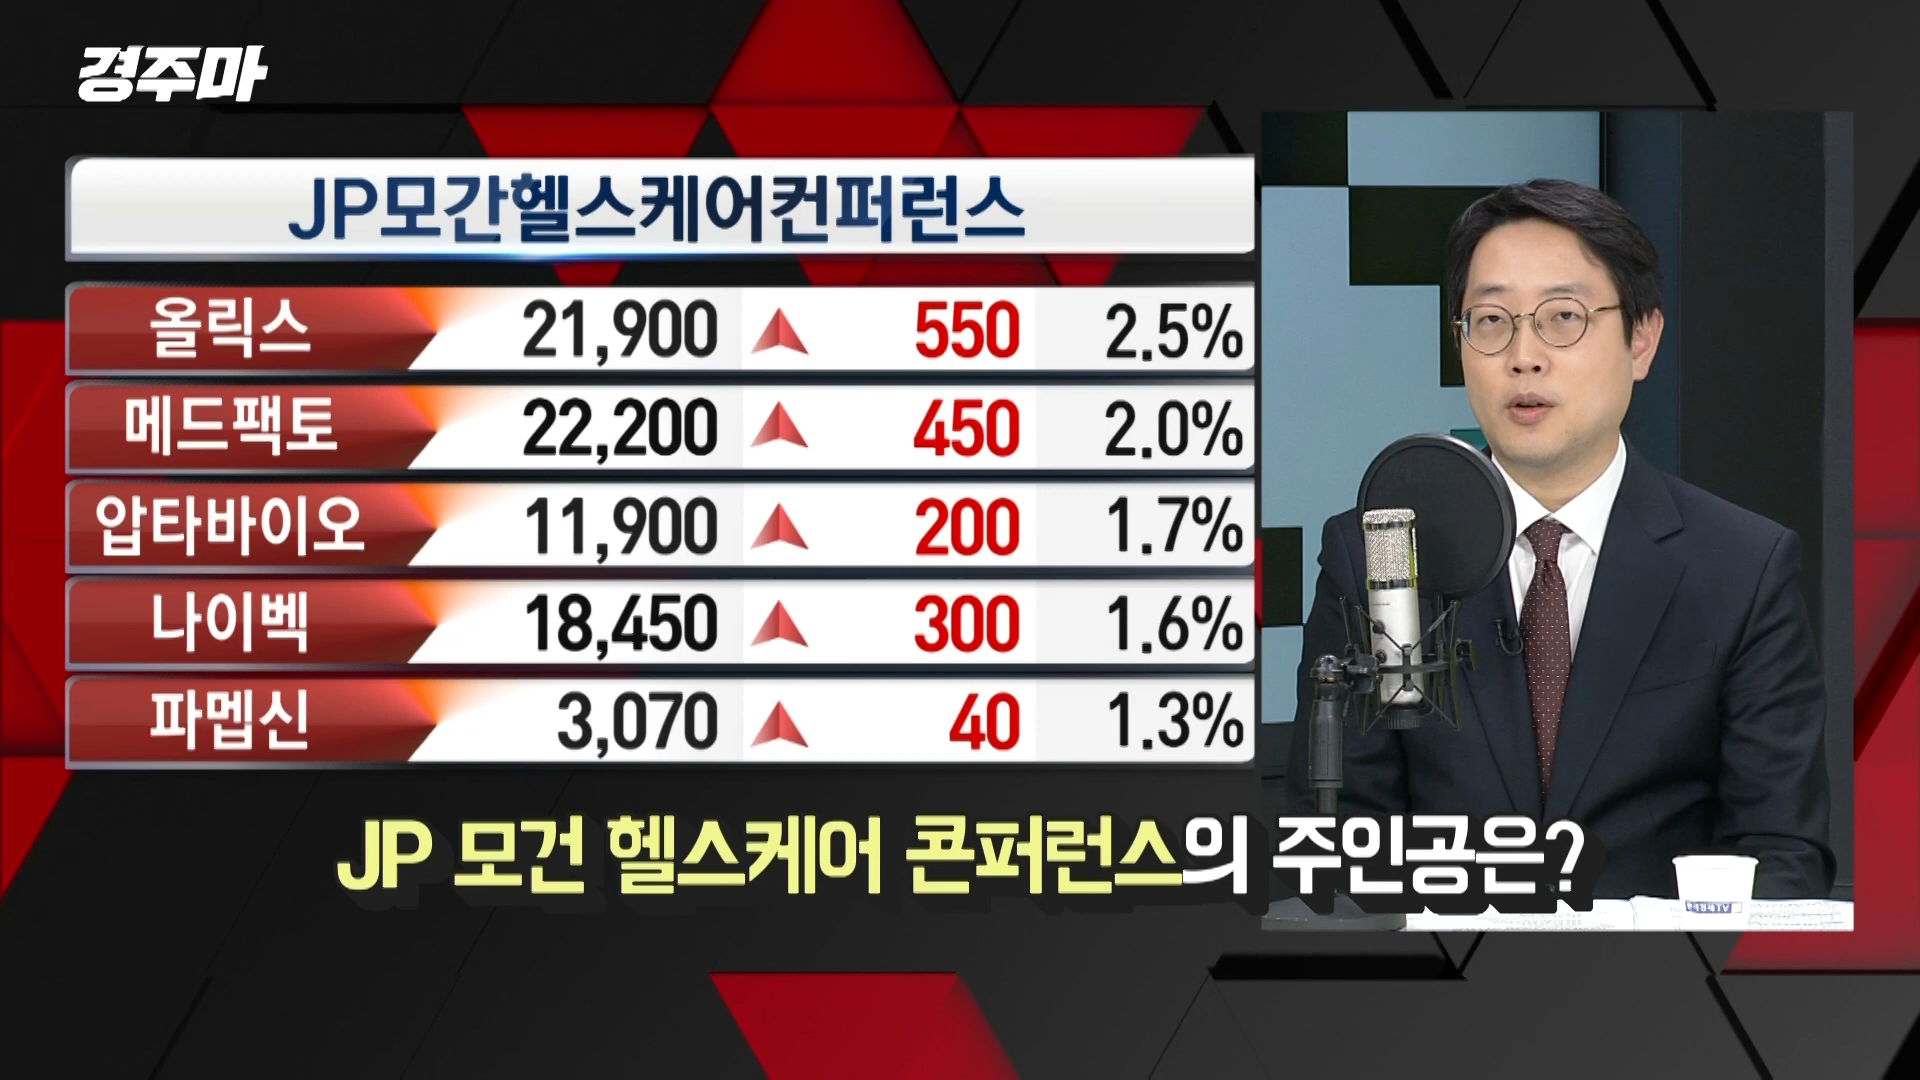 경주마
JP모간헬스케어컨퍼런스
올릭스 21,900 550 2.5%
메드팩토 22,200 450 2.0%
압타바이오 11,900 200 1.7%
나이벡 18,450 300 1.6%
파멥신 3,070 40 1.3%
JP 모건 헬스케어 콘퍼런스의 주인공은?